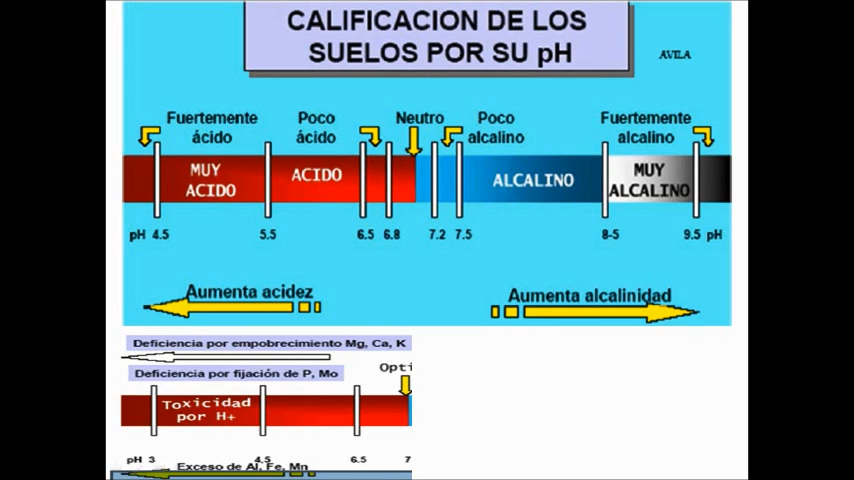 CALIFICACION DE LOS
SUELOS POR SU pH
AVILA
Fuertemente
ácido
Poco
ácido
Neutro
Poco
alcalino
Fuertemente
alcalino
MUY
ACIDO
ACIDO
ALCALINO
MUY
ALCALINO
pH 4.5 5.5 6.5 6.8 7.2 7.5 8-5 9.5 pH
Aumenta acidez
Aumenta alcalinidad
Deficiencia por empobrecimiento Mg, Ca, K
Deficiencia por fijación de P, Mo
Opti
Toxicidad
por H+
pH 3 4.5 6.5 7
Exceso de Al, Fe, Mn